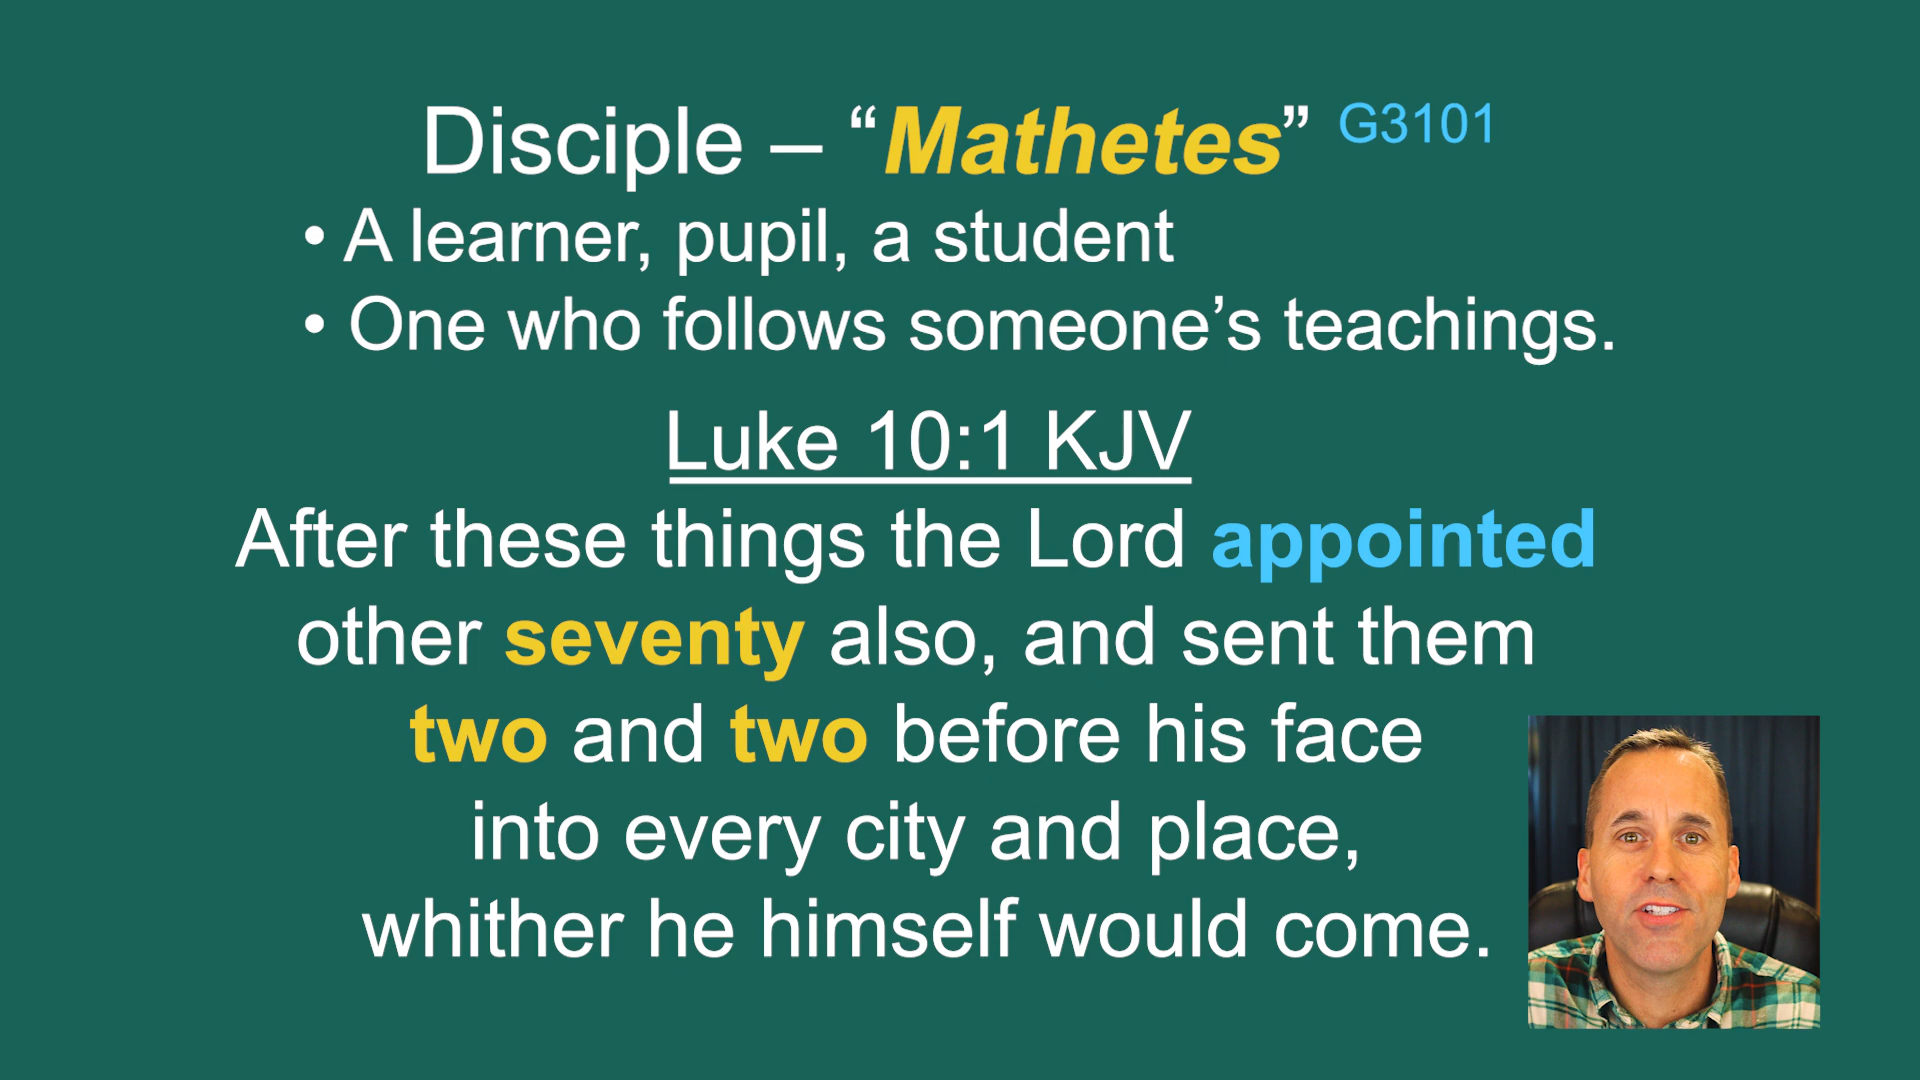 Disciple – “Mathetes” G3101
• A learner, pupil, a student
• One who follows someone’s teachings.
Luke 10:1 KJV
After these things the Lord appointed
other seventy also, and sent them
two and two before his face
into every city and place,
whither he himself would come.